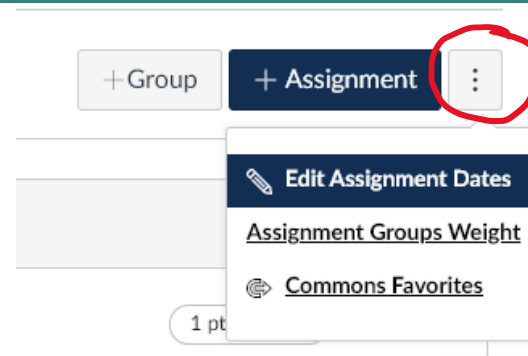 +Group
+ Assignment
Edit Assignment Dates
Assignment Groups Weight
Commons Favorites
1 pt